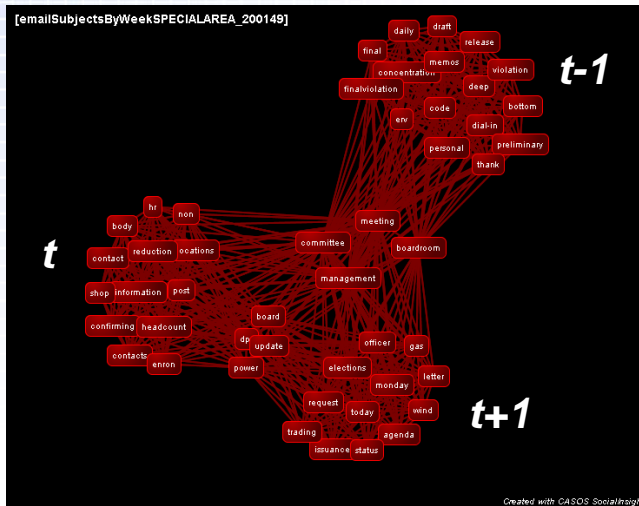 [emailSubjectsByWeekSPECIALAREA_200149]
daily
draft
final
release
memos
concentration
violation
t-1
finalviolation
deep
code
bottom
erv
dial-in
personal
preliminary
thank
hr
non
meeting
body
committee
boardroom
t
contact
reduction
locations
management
shop
information
post
board
confirming
headcount
dp
update
officer
gas
contacts
enron
power
elections
letter
monday
request
today
wind
t+1
trading
agenda
issuance
status
Created with CASOS SocialInsigh